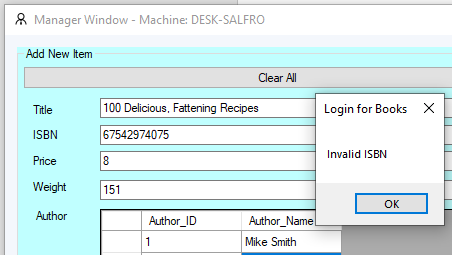 Manager Window - Machine: DESK-SALFRO
Add New Item
Clear All
Title 100 Delicious, Fattening Recipes
ISBN 67542974075
Price 8
Weight 151
Author
Author_ID Author_Name
1 Mike Smith
Login for Books
Invalid ISBN
OK